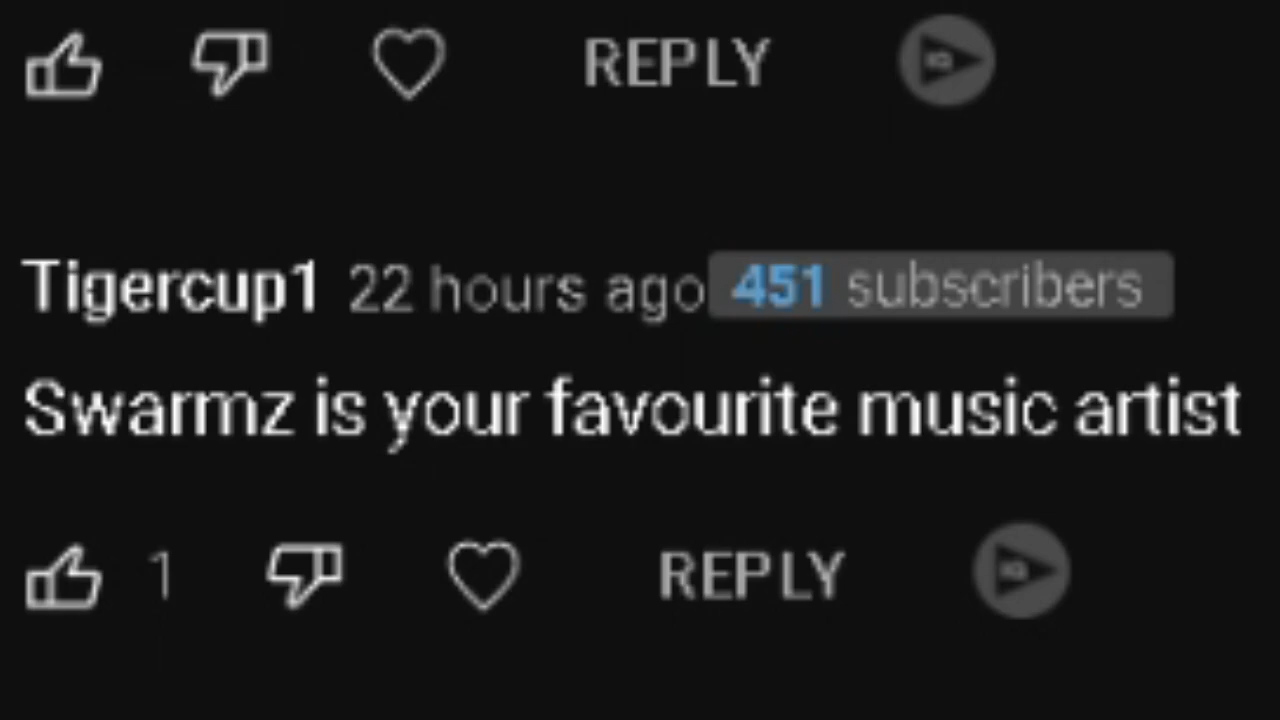 REPLY
Tigercup1 22 hours ago 451 subscribers
Swarmz is your favourite music artist
1 REPLY